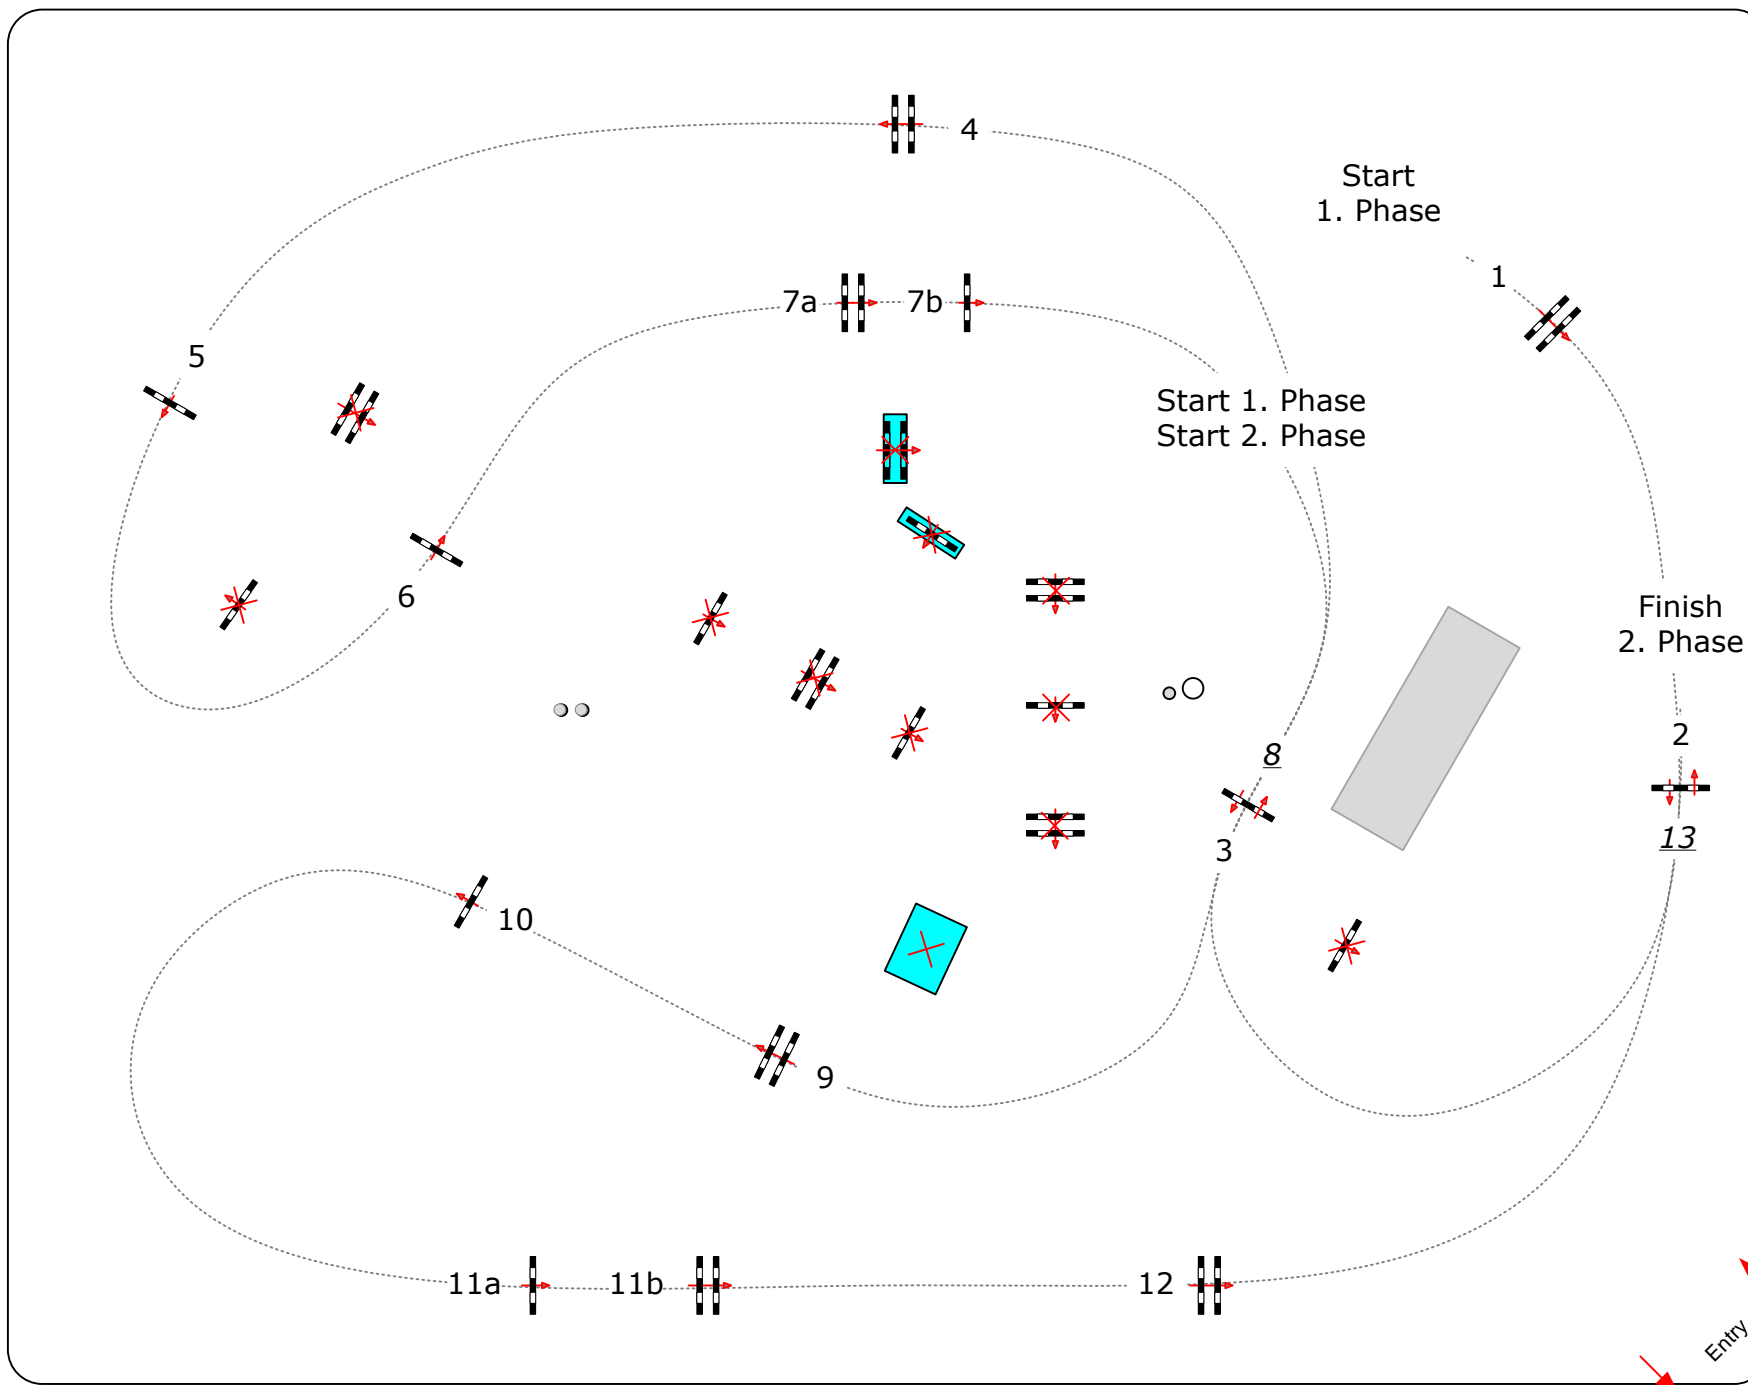 4
Start
1. Phase
1
7a
7b
5
Start 1. Phase
Start 2. Phase
6
Finish
2. Phase
2
8
13
3
10
9
11a
11b
12
Entry